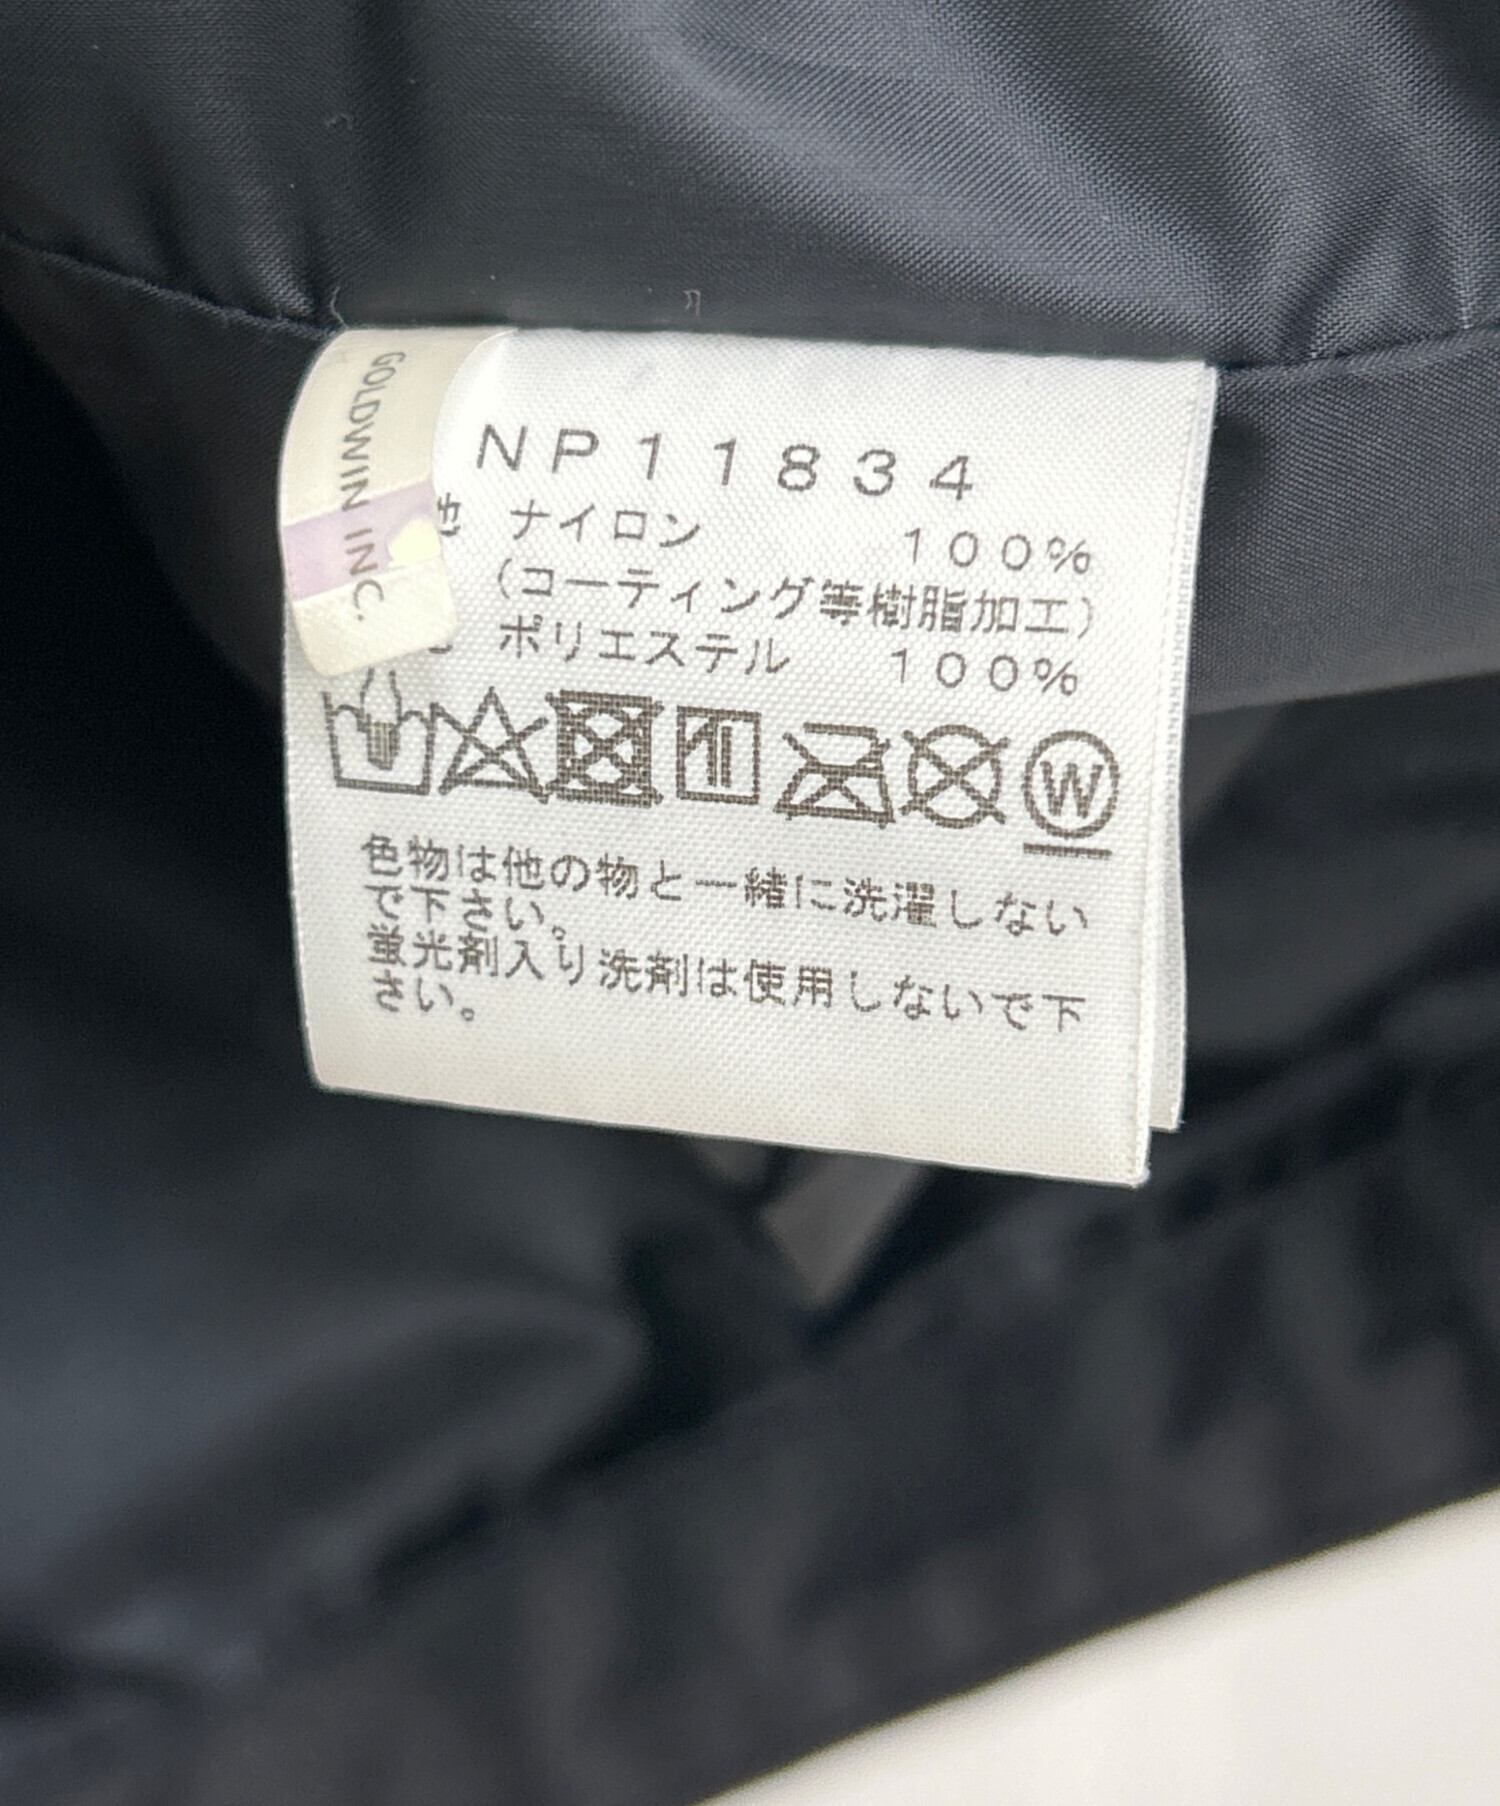 GOLDWIN INC.
NP11834
ナイロン 100%
(コーティング等樹脂加工)
ポリエステル 100%
W
色物は他の物と一緒に洗濯しない
で下さい。
蛍光剤入り洗剤は使用しないで下
さい。